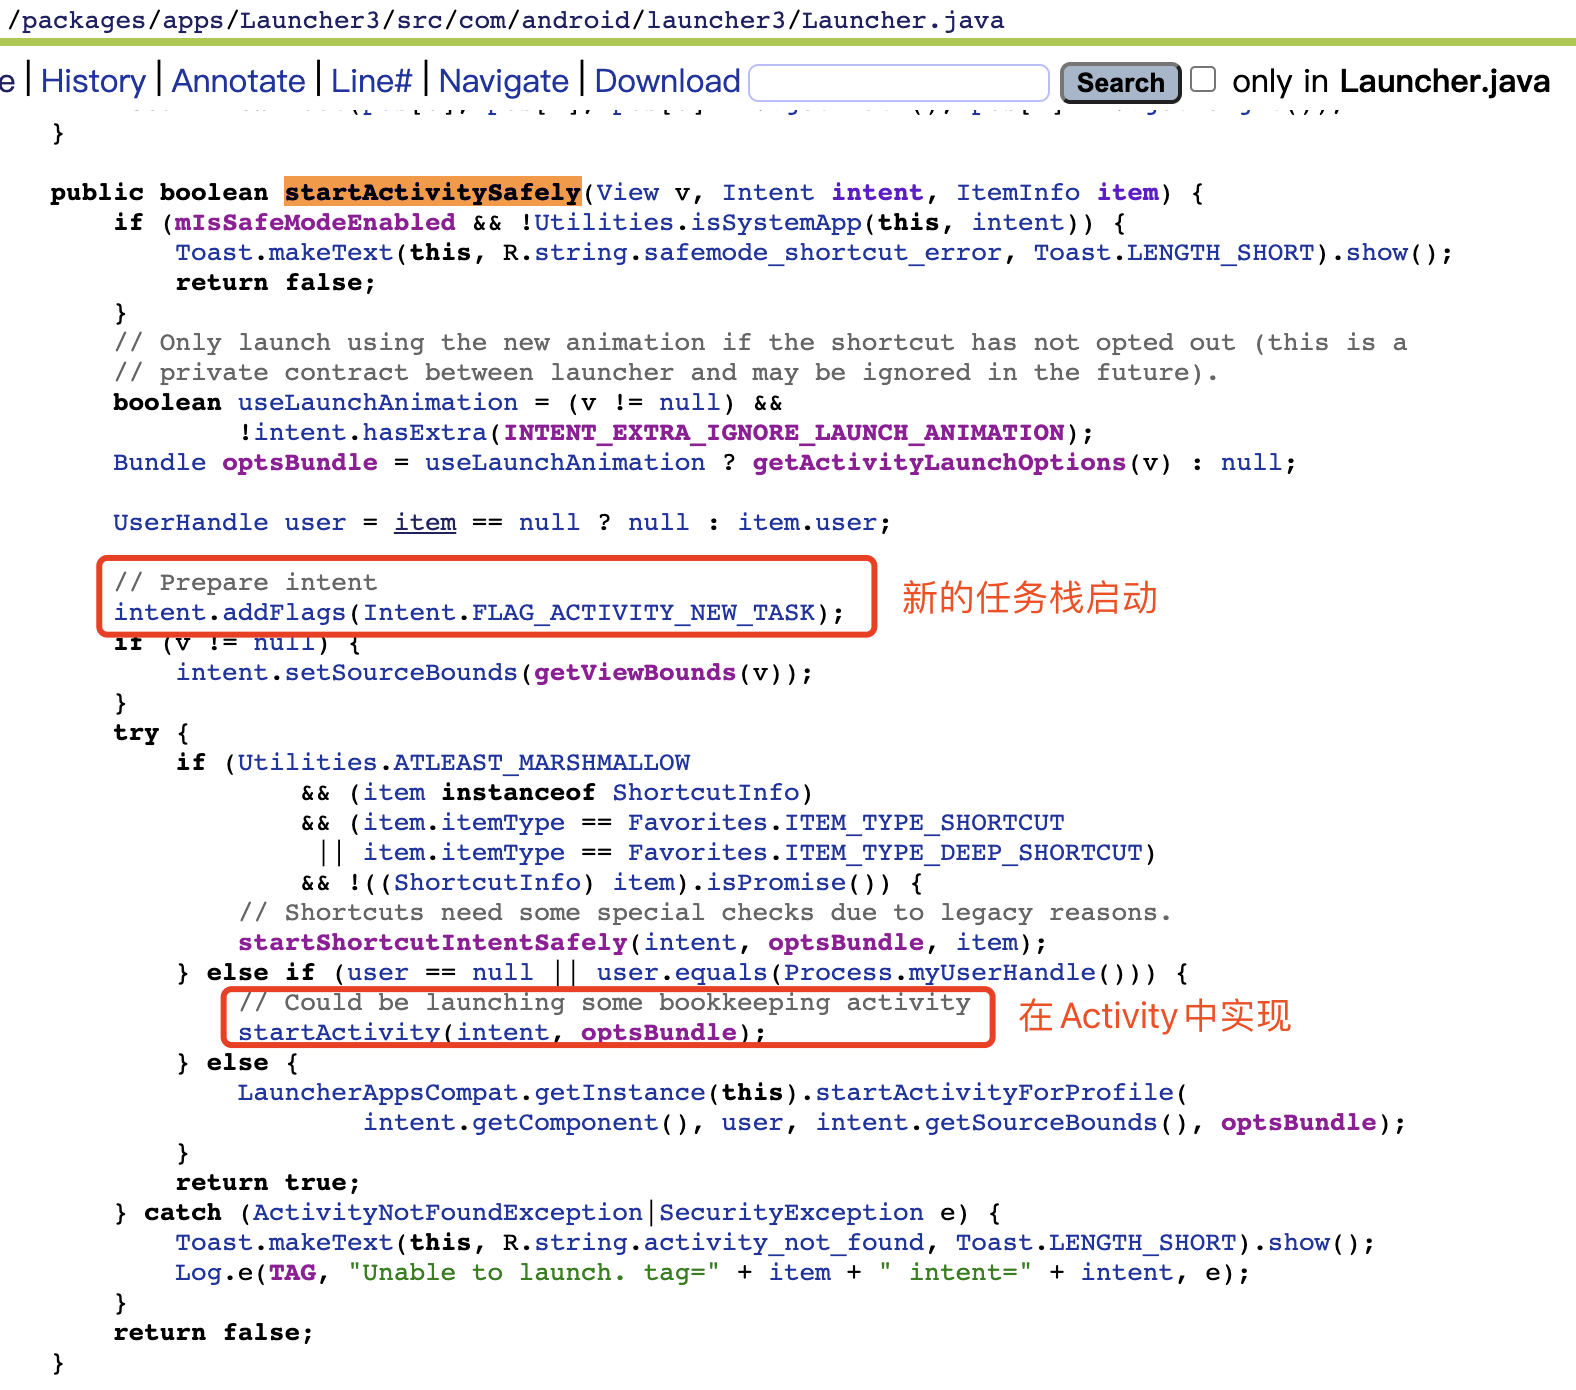 /packages/apps/Launcher3/src/com/android/launcher3/Launcher.java
e | History | Annotate | Line# | Navigate | Download Search only in Launcher.java
}
public boolean startActivitySafely(View v, Intent intent, ItemInfo item) {
if (mIsSafeModeEnabled && !Utilities.isSystemApp(this, intent)) {
Toast.makeText(this, R.string.safemode_shortcut_error, Toast.LENGTH_SHORT).show();
return false;
}
// Only launch using the new animation if the shortcut has not opted out (this is a
// private contract between launcher and may be ignored in the future).
boolean useLaunchAnimation = (v != null) &&
!intent.hasExtra(INTENT_EXTRA_IGNORE_LAUNCH_ANIMATION);
Bundle optsBundle = useLaunchAnimation ? getActivityLaunchOptions(v) : null;
UserHandle user = item == null ? null : item.user;
// Prepare intent
intent.addFlags(Intent.FLAG_ACTIVITY_NEW_TASK);
新的任务栈启动
if (v != null) {
intent.setSourceBounds(getViewBounds(v));
}
try {
if (Utilities.ATLEAST_MARSHMALLOW
&& (item instanceof ShortcutInfo)
&& (item.itemType == Favorites.ITEM_TYPE_SHORTCUT
|| item.itemType == Favorites.ITEM_TYPE_DEEP_SHORTCUT)
&& !((ShortcutInfo) item).isPromise()) {
// Shortcuts need some special checks due to legacy reasons.
startShortcutIntentSafely(intent, optsBundle, item);
} else if (user == null || user.equals(Process.myUserHandle())) {
// Could be launching some bookkeeping activity
startActivity(intent, optsBundle);
在 Activity 中实现
} else {
LauncherAppsCompat.getInstance(this).startActivityForProfile(
intent.getComponent(), user, intent.getSourceBounds(), optsBundle);
}
return true;
} catch (ActivityNotFoundException|SecurityException e) {
Toast.makeText(this, R.string.activity_not_found, Toast.LENGTH_SHORT).show();
Log.e(TAG, "Unable to launch. tag=" + item + " intent=" + intent, e);
}
return false;
}